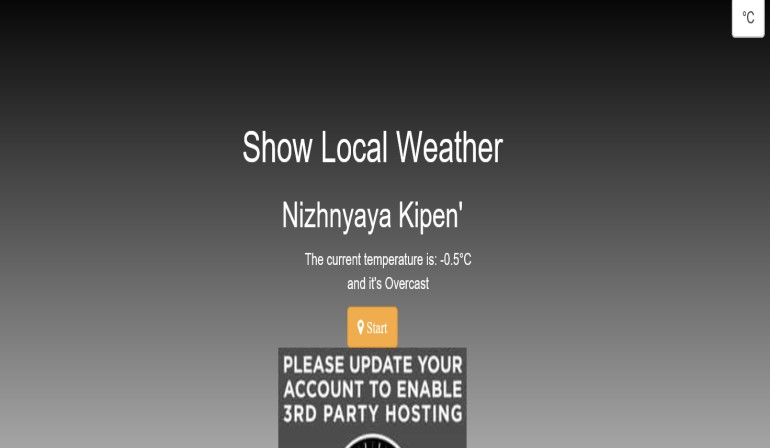 °C
Show Local Weather
Nizhnyaya Kipen'
The current temperature is: -0.5°C
and it's Overcast
Start
PLEASE UPDATE YOUR
ACCOUNT TO ENABLE
3RD PARTY HOSTING